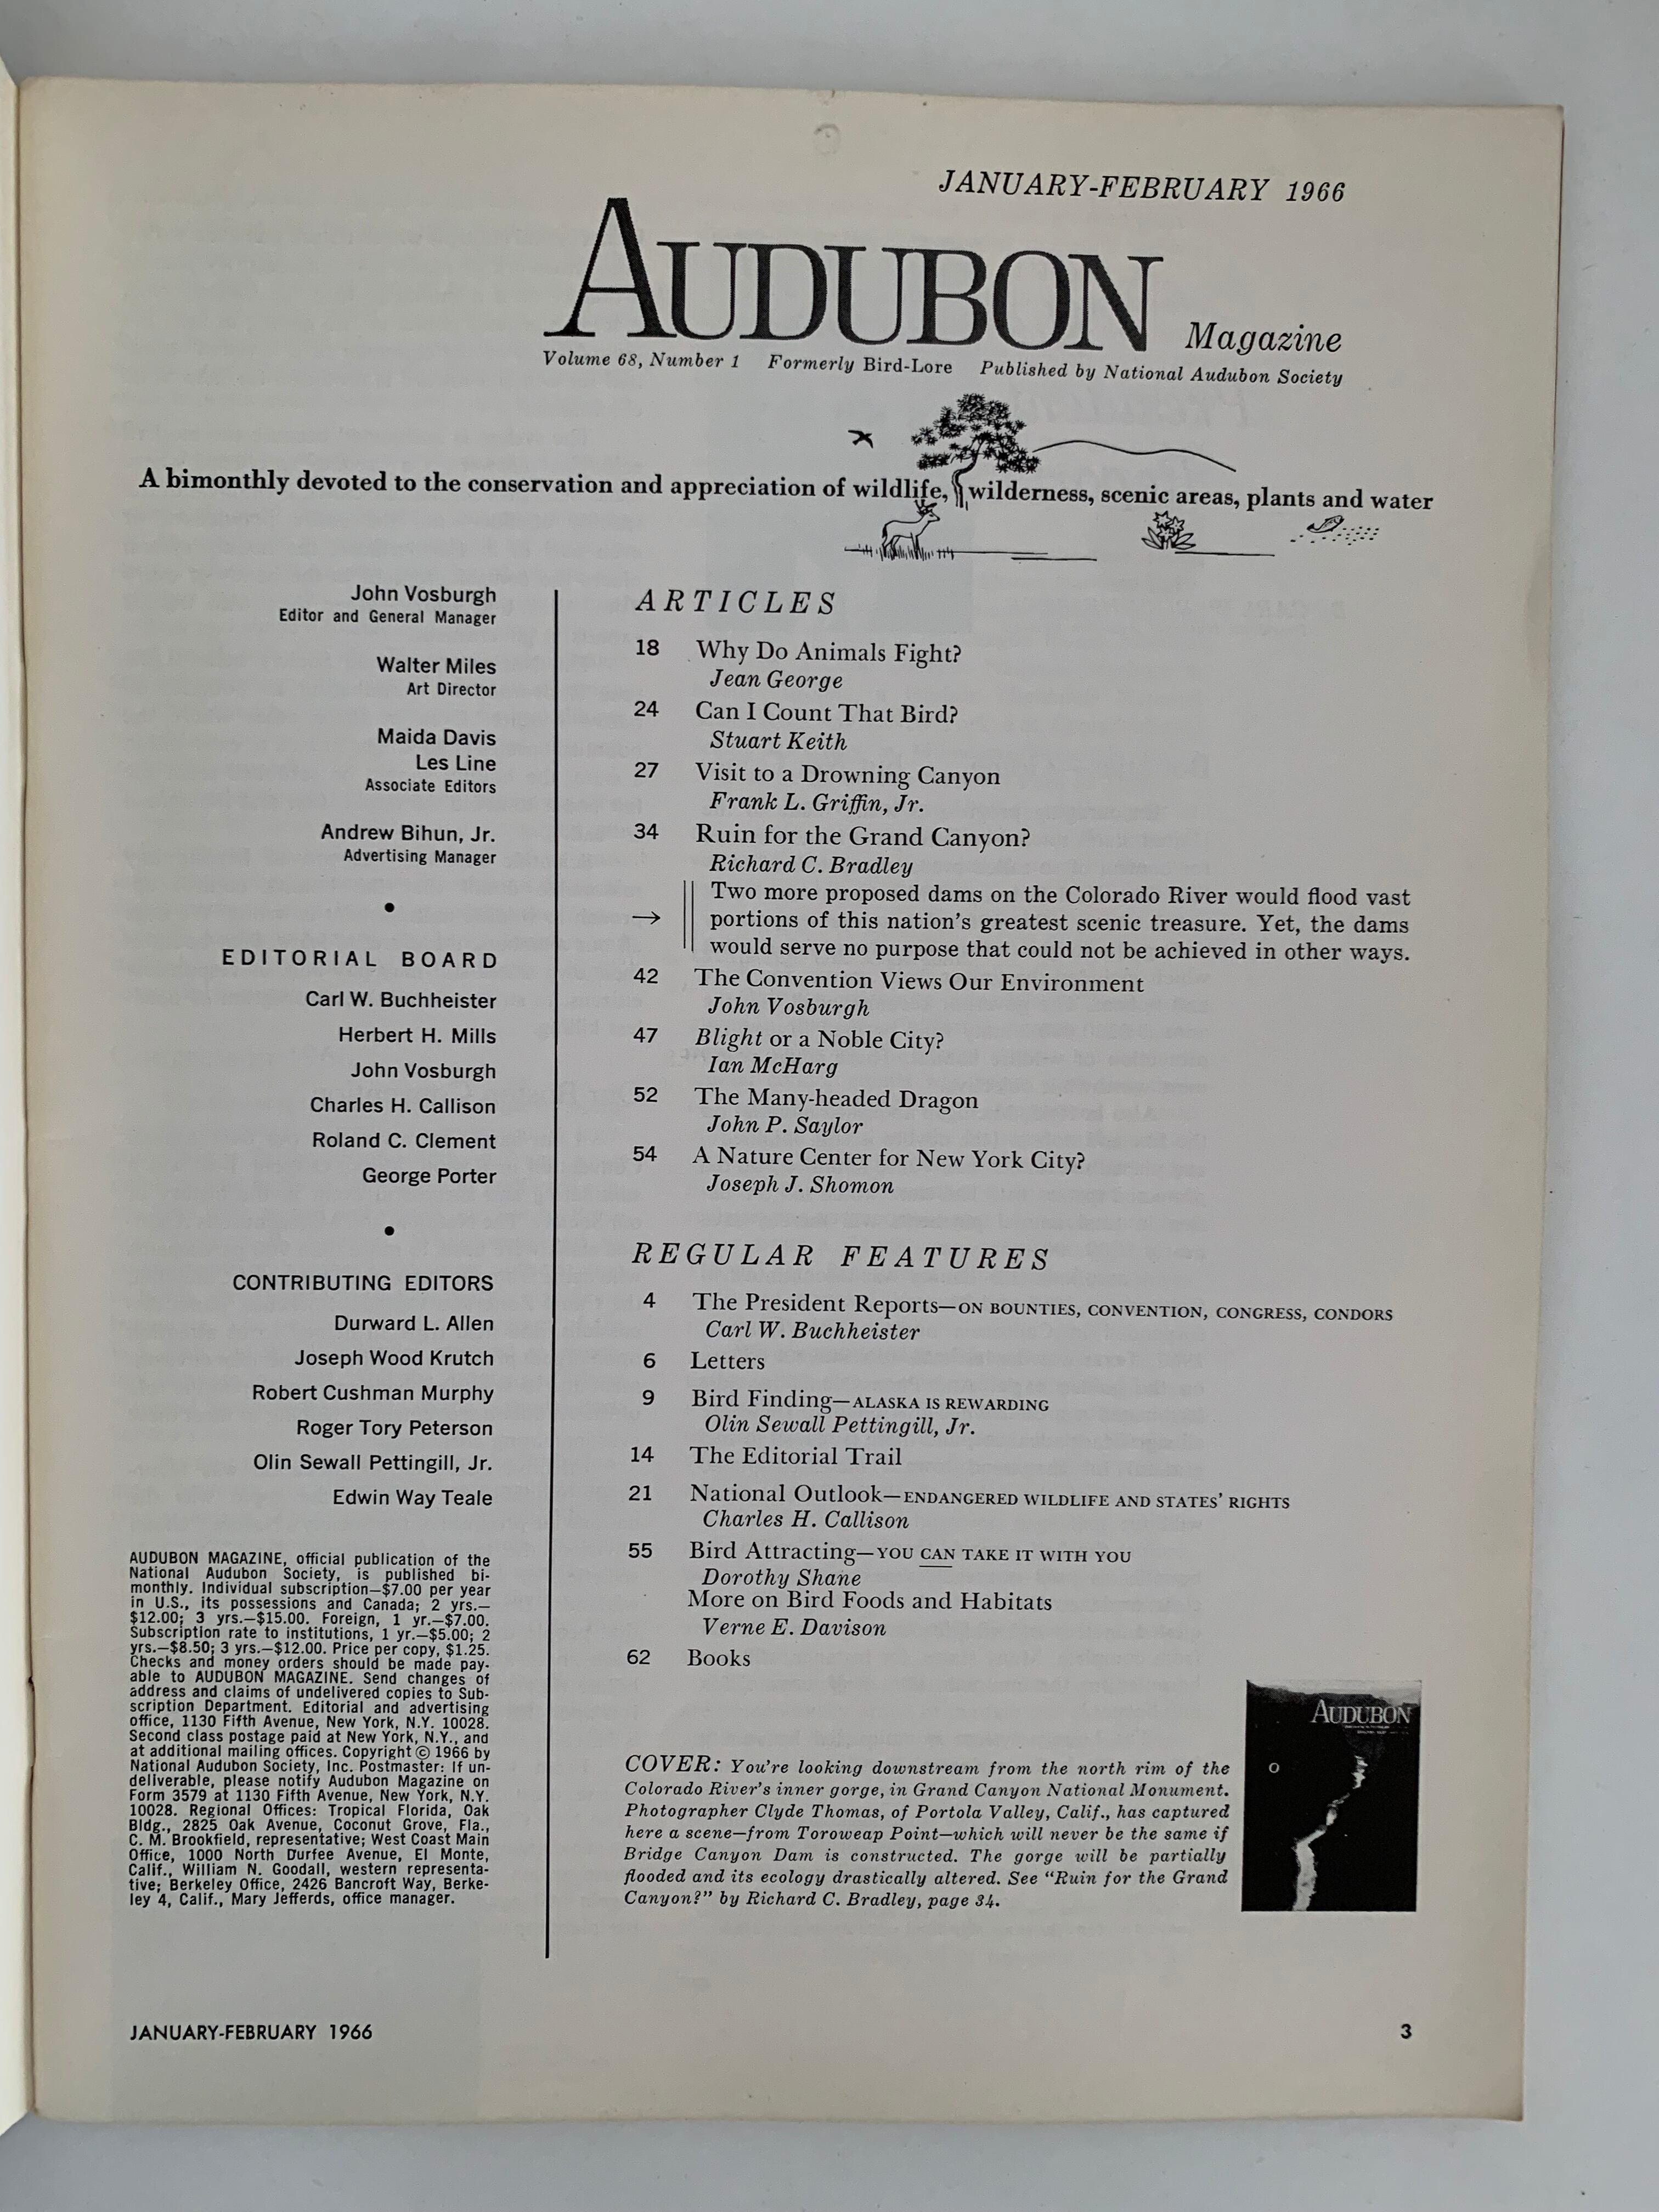 JANUARY-FEBRUARY 1966
AUDUBON Magazine
Volume 68, Number 1 Formerly Bird-Lore Published by National Audubon Society
A bimonthly devoted to the conservation and appreciation of wildlife, wilderness, scenic areas, plants and water
John Vosburgh
Editor and General Manager
Walter Miles
Art Director
Maida Davis
Les Line
Associate Editors
Andrew Bihun, Jr.
Advertising Manager
•
EDITORIAL BOARD
Carl W. Buchheister
Herbert H. Mills
John Vosburgh
Charles H. Callison
Roland C. Clement
George Porter
•
CONTRIBUTING EDITORS
Durward L. Allen
Joseph Wood Krutch
Robert Cushman Murphy
Roger Tory Peterson
Olin Sewall Pettingill, Jr.
Edwin Way Teale
AUDUBON MAGAZINE, official publication of the
National Audubon Society, is published bi-
monthly. Individual subscription—$7.00 per year
in U.S., its possessions and Canada; 2 yrs.—
$12.00; 3 yrs.—$15.00. Foreign, 1 yr.—$7.00.
Subscription rate to institutions, 1 yr.—$5.00; 2
yrs.—$8.50; 3 yrs.—$12.00. Price per copy, $1.25.
Checks and money orders should be made pay-
able to AUDUBON MAGAZINE. Send changes of
address and claims of undelivered copies to Sub-
scription Department. Editorial and advertising
office, 1130 Fifth Avenue, New York, N.Y. 10028.
Second class postage paid at New York, N.Y., and
at additional mailing offices. Copyright © 1966 by
National Audubon Society, Inc. Postmaster: If un-
deliverable, please notify Audubon Magazine on
Form 3579 at 1130 Fifth Avenue, New York, N.Y.
10028. Regional Offices: Tropical Florida, Oak
Bldg., 2825 Oak Avenue, Coconut Grove, Fla.,
C. M. Brookfield, representative; West Coast Main
Office, 1000 North Durfee Avenue, El Monte,
Calif., William N. Goodall, western representa-
tive; Berkeley Office, 2426 Bancroft Way, Berke-
ley 4, Calif., Mary Jefferds, office manager.
ARTICLES
18 Why Do Animals Fight?
Jean George
24 Can I Count That Bird?
Stuart Keith
27 Visit to a Drowning Canyon
Frank L. Griffin, Jr.
34 Ruin for the Grand Canyon?
Richard C. Bradley
Two more proposed dams on the Colorado River would flood vast
→ portions of this nation's greatest scenic treasure. Yet, the dams
would serve no purpose that could not be achieved in other ways.
42 The Convention Views Our Environment
John Vosburgh
47 Blight or a Noble City?
Ian McHarg
52 The Many-headed Dragon
John P. Saylor
54 A Nature Center for New York City?
Joseph J. Shomon
REGULAR FEATURES
4 The President Reports—ON BOUNTIES, CONVENTION, CONGRESS, CONDORS
Carl W. Buchheister
6 Letters
9 Bird Finding—ALASKA IS REWARDING
Olin Sewall Pettingill, Jr.
14 The Editorial Trail
21 National Outlook—ENDANGERED WILDLIFE AND STATES' RIGHTS
Charles H. Callison
55 Bird Attracting—YOU CAN TAKE IT WITH YOU
Dorothy Shane
More on Bird Foods and Habitats
Verne E. Davison
62 Books
COVER: You're looking downstream from the north rim of the
Colorado River's inner gorge, in Grand Canyon National Monument.
Photographer Clyde Thomas, of Portola Valley, Calif., has captured
here a scene—from Toroweap Point—which will never be the same if
Bridge Canyon Dam is constructed. The gorge will be partially
flooded and its ecology drastically altered. See "Ruin for the Grand
Canyon?" by Richard C. Bradley, page 34.
AUDUBON
JANUARY-FEBRUARY 1966
3